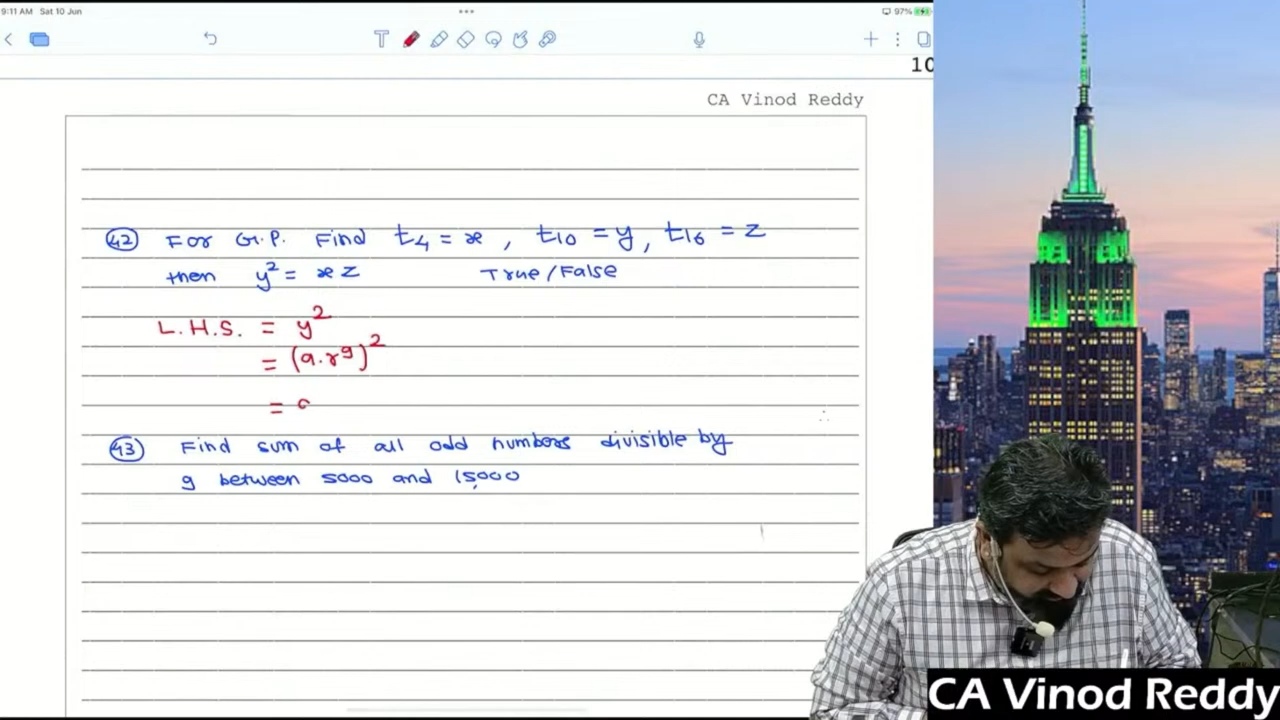 9:11 AM Sat 10 Jun
97%
T
10
CA Vinod Reddy
42 For G.P. Find t4 = x , t10 = y , t16 = z
then y² = x z True/False
L.H.S. = y²
= (a.r⁹)²
= a
43 Find sum of all odd numbers divisible by
9 between 5000 and 15,000
CA Vinod Reddy